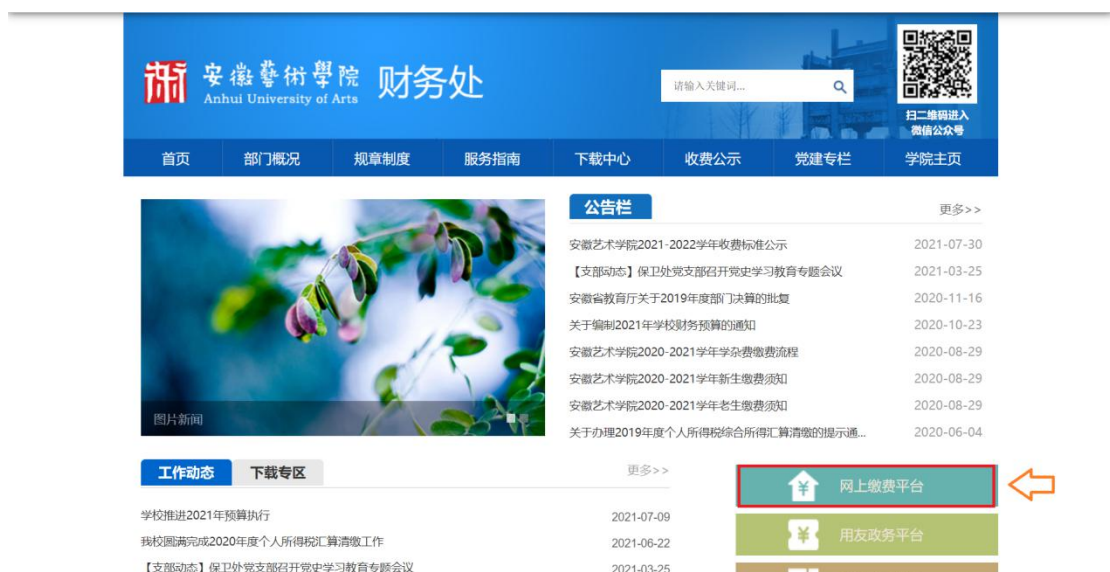 安徽藝術學院 财务处
Anhui University of Arts
请输入关键词...
扫二维码进入
微信公众号
首页 部门概况 规章制度 服务指南 下载中心 收费公示 党建专栏 学院主页
公告栏 更多>>
安徽艺术学院2021-2022学年收费标准公示 2021-07-30
【支部动态】保卫处党支部召开党史学习教育专题会议 2021-03-25
安徽省教育厅关于2019年度部门决算的批复 2020-11-16
关于编制2021年学校财务预算的通知 2020-10-23
安徽艺术学院2020-2021学年学杂费缴费流程 2020-08-29
安徽艺术学院2020-2021学年新生缴费须知 2020-08-29
安徽艺术学院2020-2021学年老生缴费须知 2020-08-29
关于办理2019年度个人所得税综合所得汇算清缴的提示通... 2020-06-04
图片新闻
工作动态 下载专区 更多>>
学校推进2021年预算执行 2021-07-09
我校圆满完成2020年度个人所得税汇算清缴工作 2021-06-22
【支部动态】保卫处党支部召开党史学习教育专题会议 2021-03-25
¥ 网上缴费平台
¥ 用友政务平台